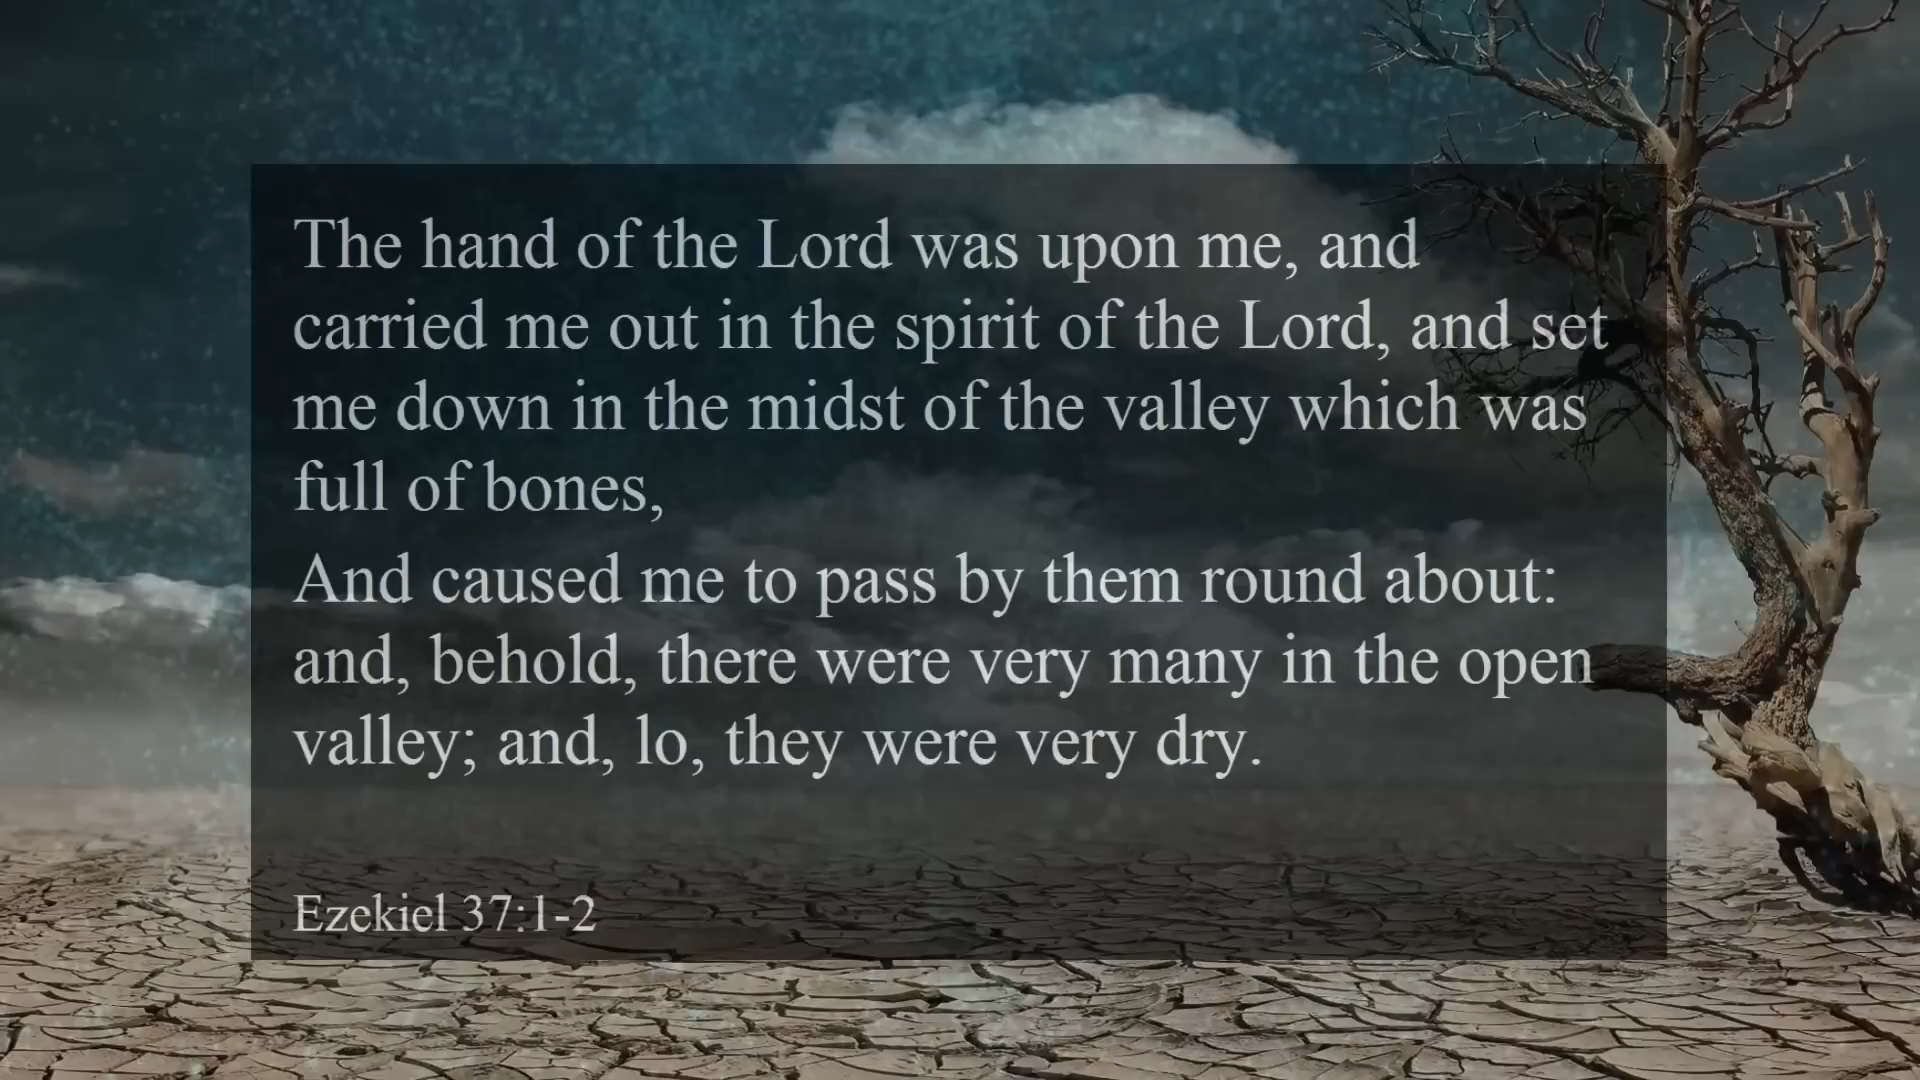 The hand of the Lord was upon me, and
carried me out in the spirit of the Lord, and set
me down in the midst of the valley which was
full of bones,
And caused me to pass by them round about:
and, behold, there were very many in the open
valley; and, lo, they were very dry.
Ezekiel 37:1-2